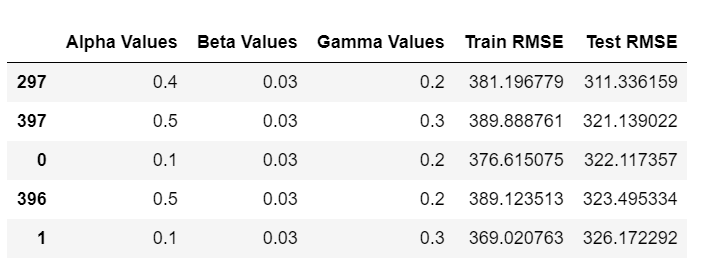 Alpha Values Beta Values Gamma Values Train RMSE Test RMSE
297 0.4 0.03 0.2 381.196779 311.336159
397 0.5 0.03 0.3 389.888761 321.139022
0 0.1 0.03 0.2 376.615075 322.117357
396 0.5 0.03 0.2 389.123513 323.495334
1 0.1 0.03 0.3 369.020763 326.172292